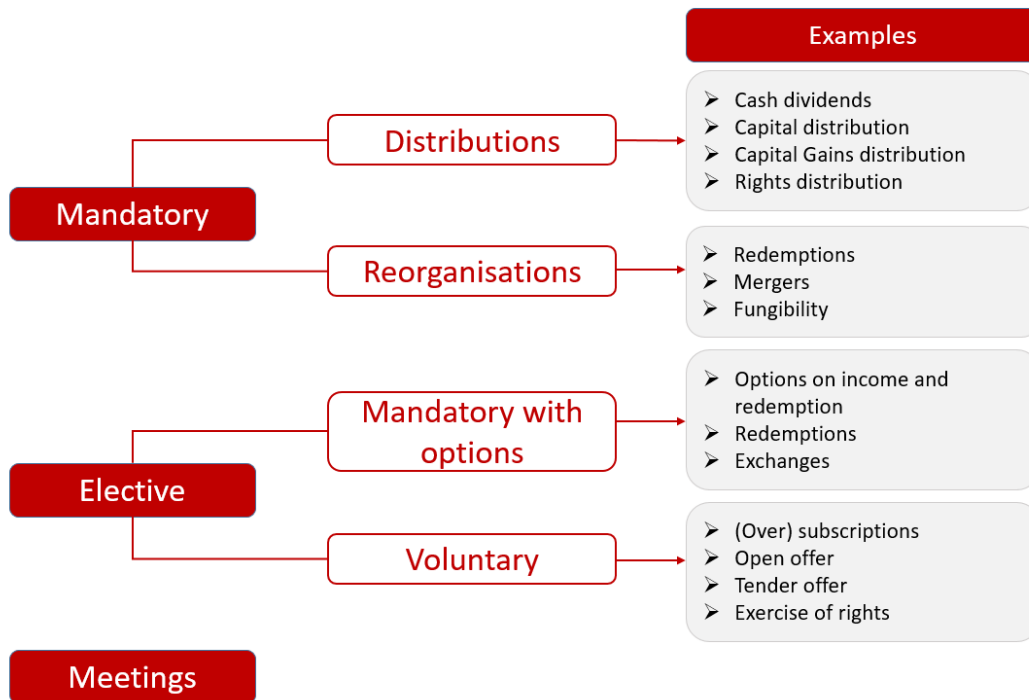 Examples
Mandatory
Distributions
➢ Cash dividends
➢ Capital distribution
➢ Capital Gains distribution
➢ Rights distribution
Reorganisations
➢ Redemptions
➢ Mergers
➢ Fungibility
Elective
Mandatory with
options
➢ Options on income and
redemption
➢ Redemptions
➢ Exchanges
Voluntary
➢ (Over) subscriptions
➢ Open offer
➢ Tender offer
➢ Exercise of rights
Meetings